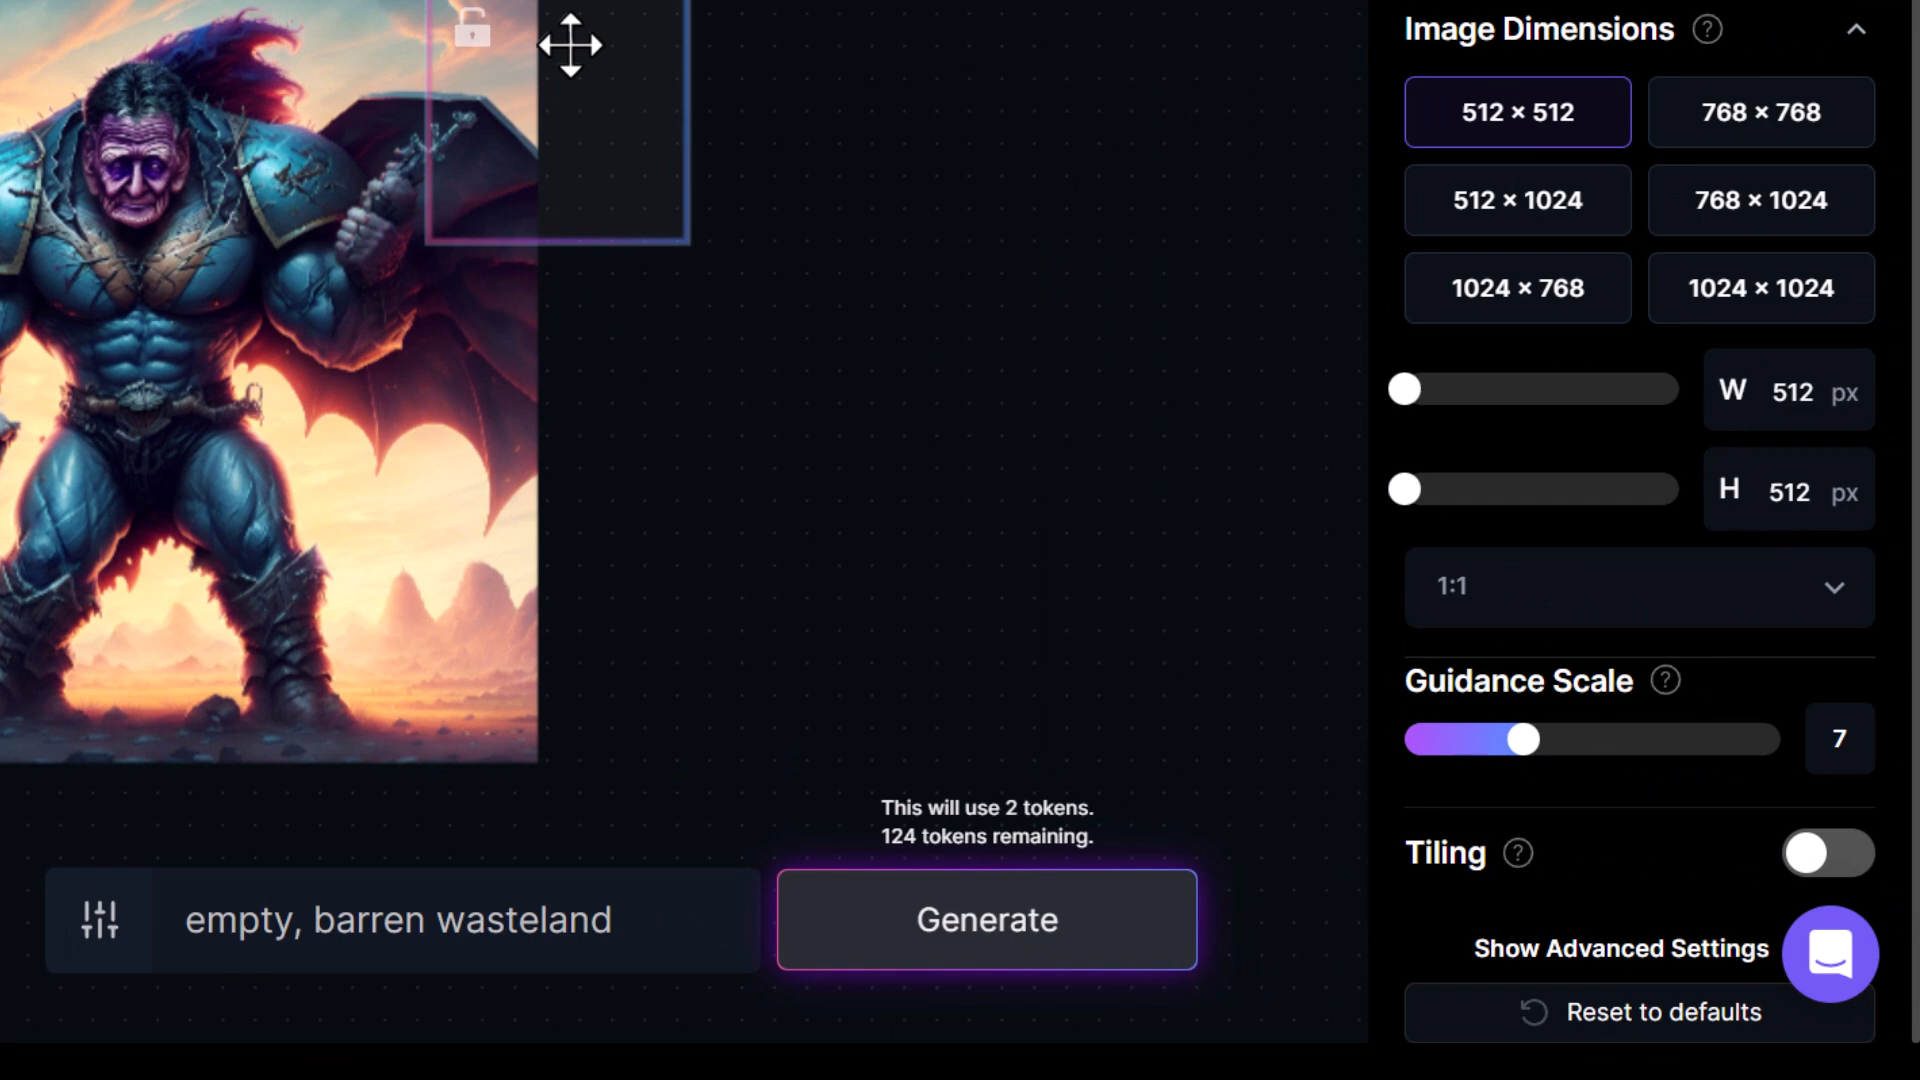 Image Dimensions ?
512 × 512
768 × 768
512 × 1024
768 × 1024
1024 × 768
1024 × 1024
W 512 px
H 512 px
1:1
Guidance Scale ?
7
This will use 2 tokens.
124 tokens remaining.
Tiling ?
empty, barren wasteland
Generate
Show Advanced Settings
Reset to defaults